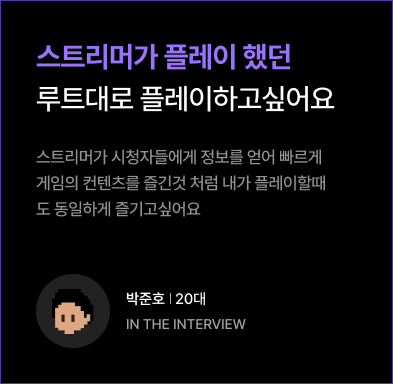 스트리머가 플레이 했던
루트대로 플레이하고싶어요
스트리머가 시청자들에게 정보를 얻어 빠르게
게임의 컨텐츠를 즐긴것 처럼 내가 플레이할때
도 동일하게 즐기고싶어요
박준호 | 20대
IN THE INTERVIEW